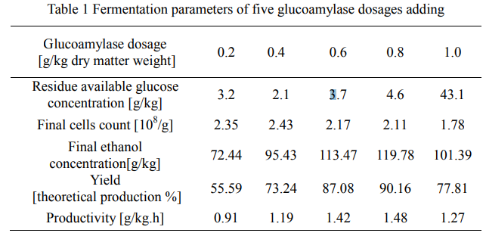 Table 1 Fermentation parameters of five glucoamylase dosages adding
Glucoamylase dosage
[g/kg dry matter weight] 0.2 0.4 0.6 0.8 1.0
Residue available glucose
concentration [g/kg] 3.2 2.1 3.7 4.6 43.1
Final cells count [10⁸/g] 2.35 2.43 2.17 2.11 1.78
Final ethanol
concentration[g/kg] 72.44 95.43 113.47 119.78 101.39
Yield
[theoretical production %] 55.59 73.24 87.08 90.16 77.81
Productivity [g/kg.h] 0.91 1.19 1.42 1.48 1.27